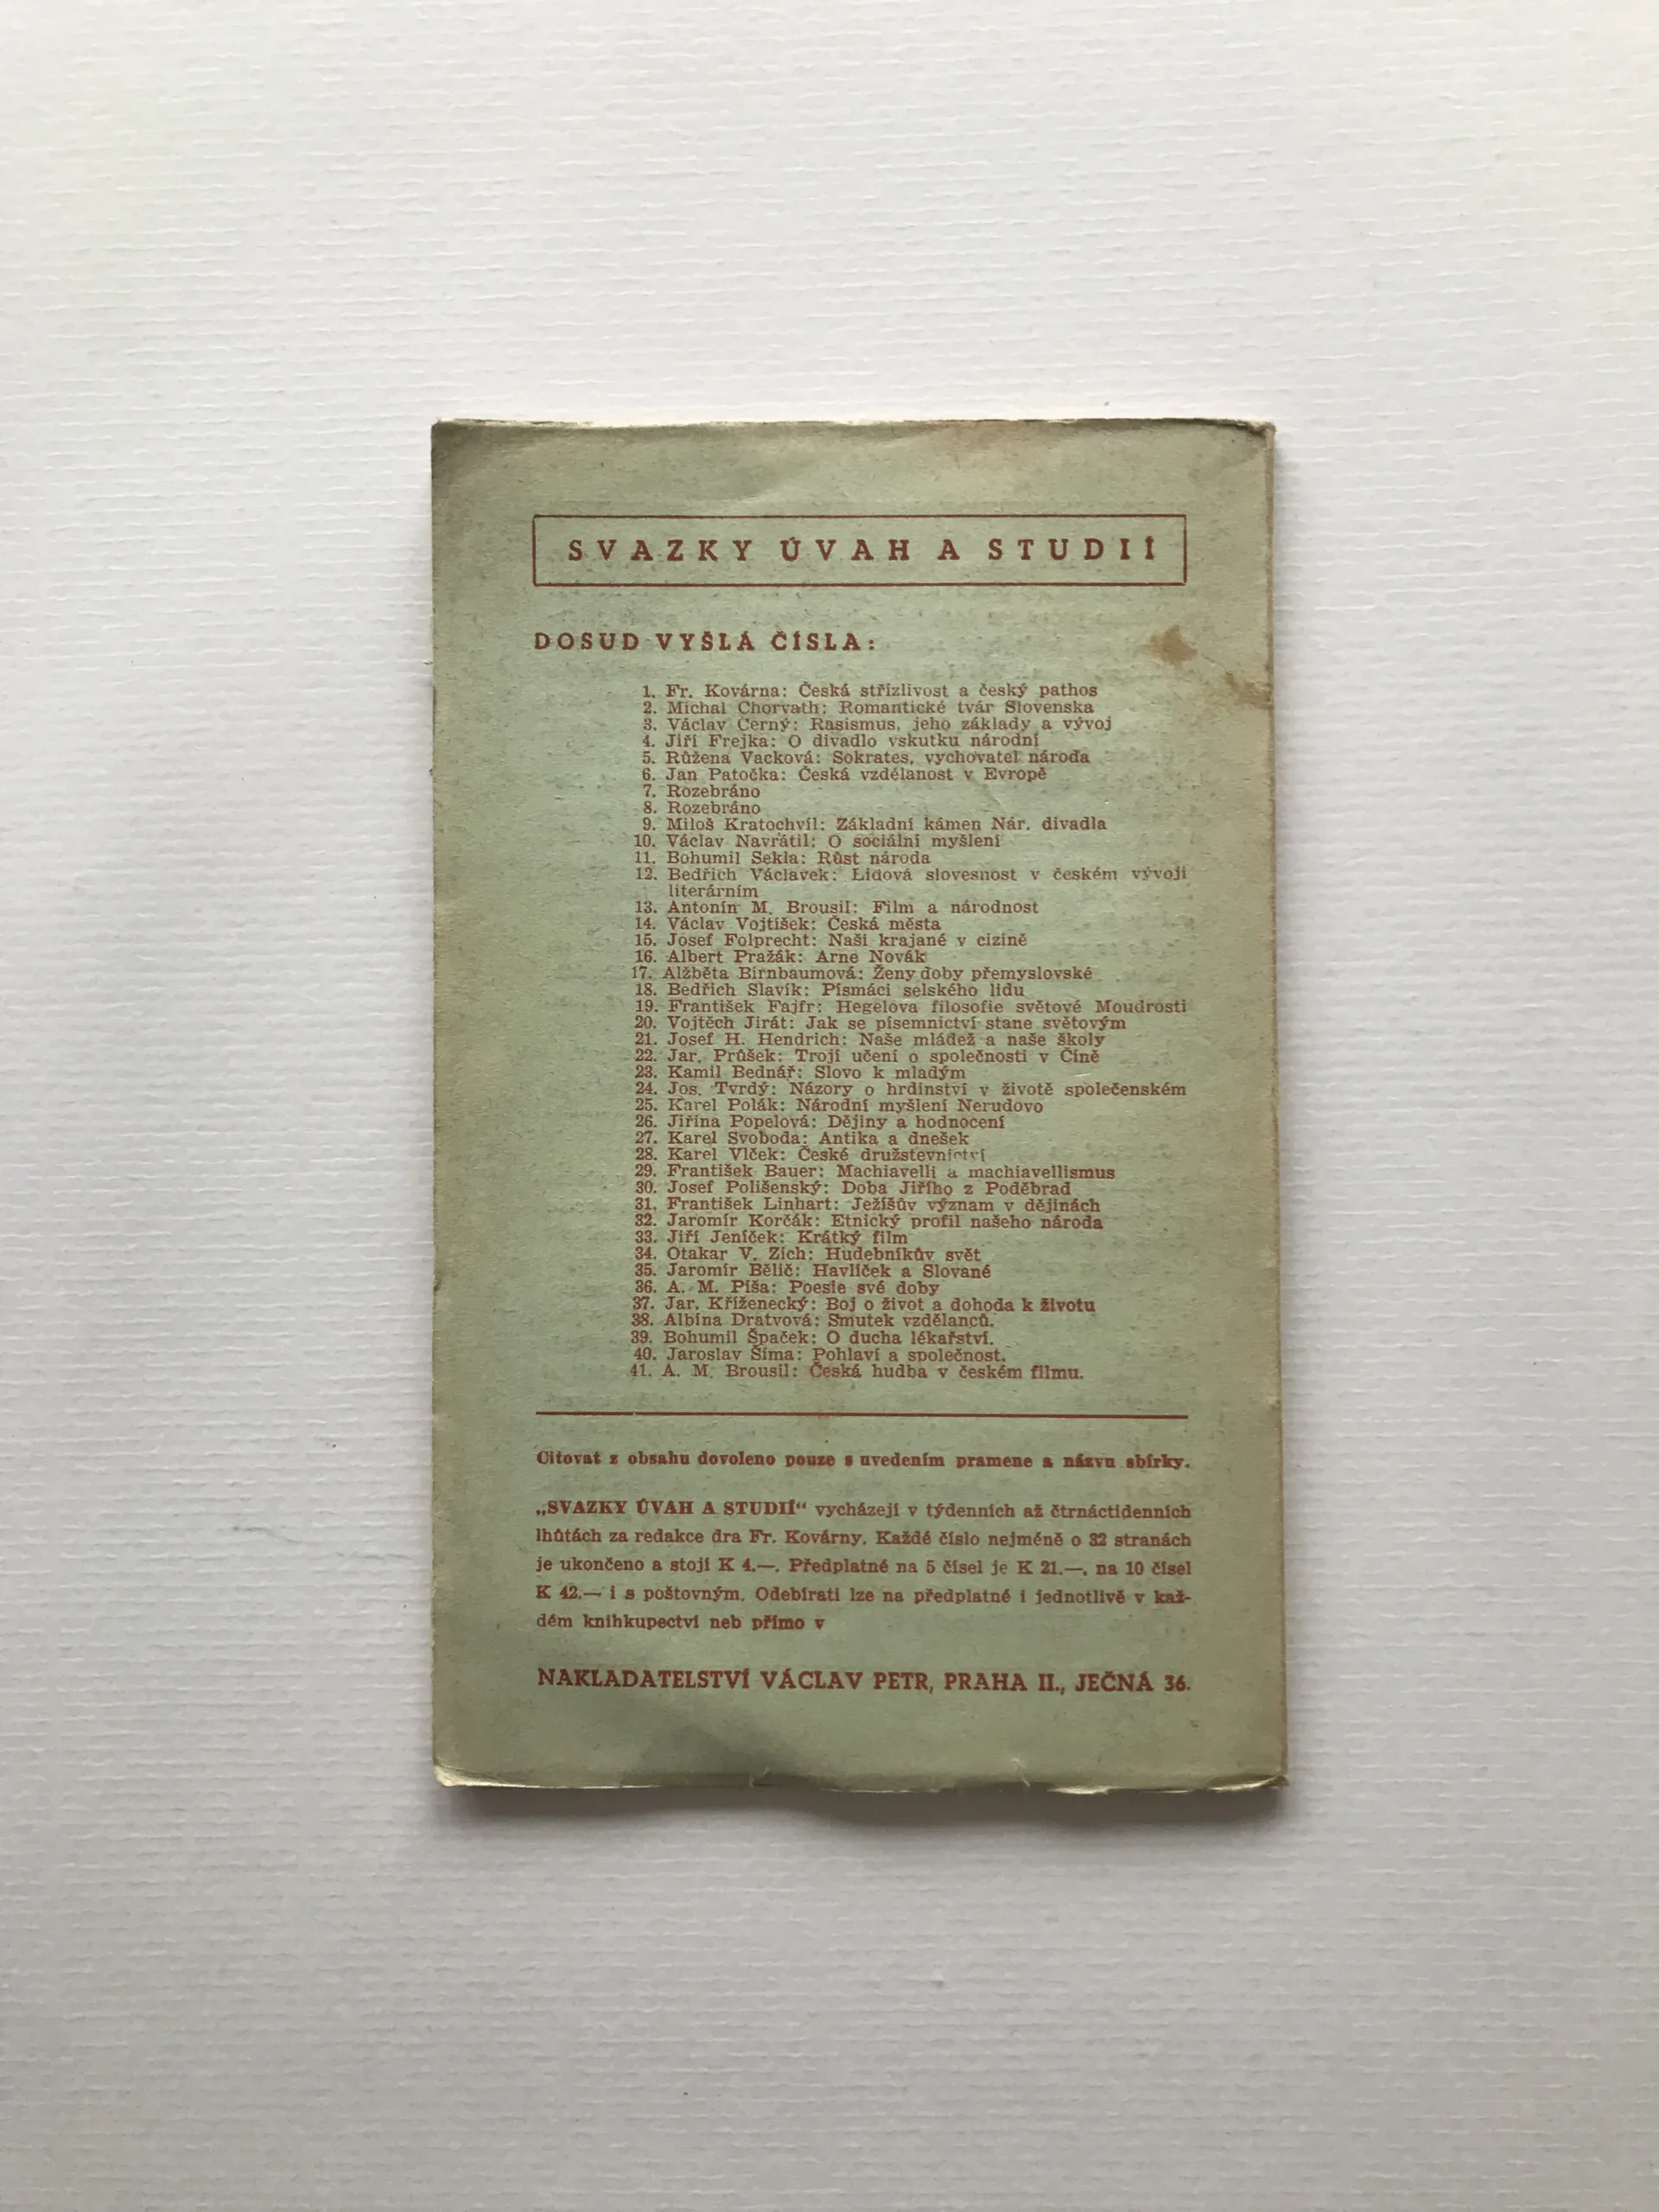 SVAZKY ÚVAH A STUDIÍ
DOSUD VYŠLÁ ČÍSLA:
1. Fr. Kovárna: Česká střízlivost a český pathos
2. Michal Chorvath: Romantické tvár Slovenska
3. Václav Černý: Rasismus, jeho základy a vývoj
4. Jiří Frejka: O divadlo vskutku národní
5. Růžena Vacková: Sokrates, vychovatel národa
6. Jan Patočka: Česká vzdělanost v Evropě
7. Rozebráno
8. Rozebráno
9. Miloš Kratochvíl: Základní kámen Nár. divadla
10. Václav Navrátil: O sociální myšlení
11. Bohumil Sekla: Růst národa
12. Bedřich Václavek: Lidová slovesnost v českém vývoji
literárním
13. Antonín M. Brousil: Film a národnost
14. Václav Vojtíšek: Česká města
15. Josef Folprecht: Naši krajané v cizině
16. Albert Pražák: Arne Novák
17. Alžběta Birnbaumová: Ženy doby přemyslovské
18. Bedřich Slavík: Písmáci selského lidu
19. František Fajfr: Hegelova filosofie světové Moudrosti
20. Vojtěch Jirát: Jak se písemnictví stane světovým
21. Josef H. Hendrich: Naše mládež a naše školy
22. Jar. Průšek: Trojí učení o společnosti v Číně
23. Kamil Bednář: Slovo k mladým
24. Jos. Tvrdý: Názory o hrdinství v životě společenském
25. Karel Polák: Národní myšlení Nerudovo
26. Jiřina Popelová: Dějiny a hodnocení
27. Karel Svoboda: Antika a dnešek
28. Karel Vlček: České družstevnictví
29. František Bauer: Machiavelli a machiavellismus
30. Josef Polišenský: Doba Jiřího z Poděbrad
31. František Linhart: Ježíšův význam v dějinách
32. Jaromír Korčák: Etnický profil našeho národa
33. Jiří Jeníček: Krátký film
34. Otakar V. Zich: Hudebníkův svět
35. Jaromír Bělič: Havlíček a Slované
36. A. M. Píša: Poesie své doby
37. Jar. Kříženecký: Boj o život a dohoda k životu
38. Albína Dratvová: Smutek vzdělanců.
39. Bohumil Špaček: O ducha lékařství.
40. Jaroslav Šíma: Pohlaví a společnost.
41. A. M. Brousil: Česká hudba v českém filmu.
Citovat z obsahu dovoleno pouze s uvedením pramene a názvu sbírky.
„SVAZKY ÚVAH A STUDIÍ“ vycházejí v týdenních až čtrnáctidenních
lhůtách za redakce dra Fr. Kovárny. Každé číslo nejméně o 32 stranách
je ukončeno a stojí K 4.—. Předplatné na 5 čísel je K 21.—, na 10 čísel
K 42.— i s poštovným. Odebírati lze na předplatné i jednotlivě v kaž-
dém knihkupectví neb přímo v
NAKLADATELSTVÍ VÁCLAV PETR, PRAHA II., JEČNÁ 36.